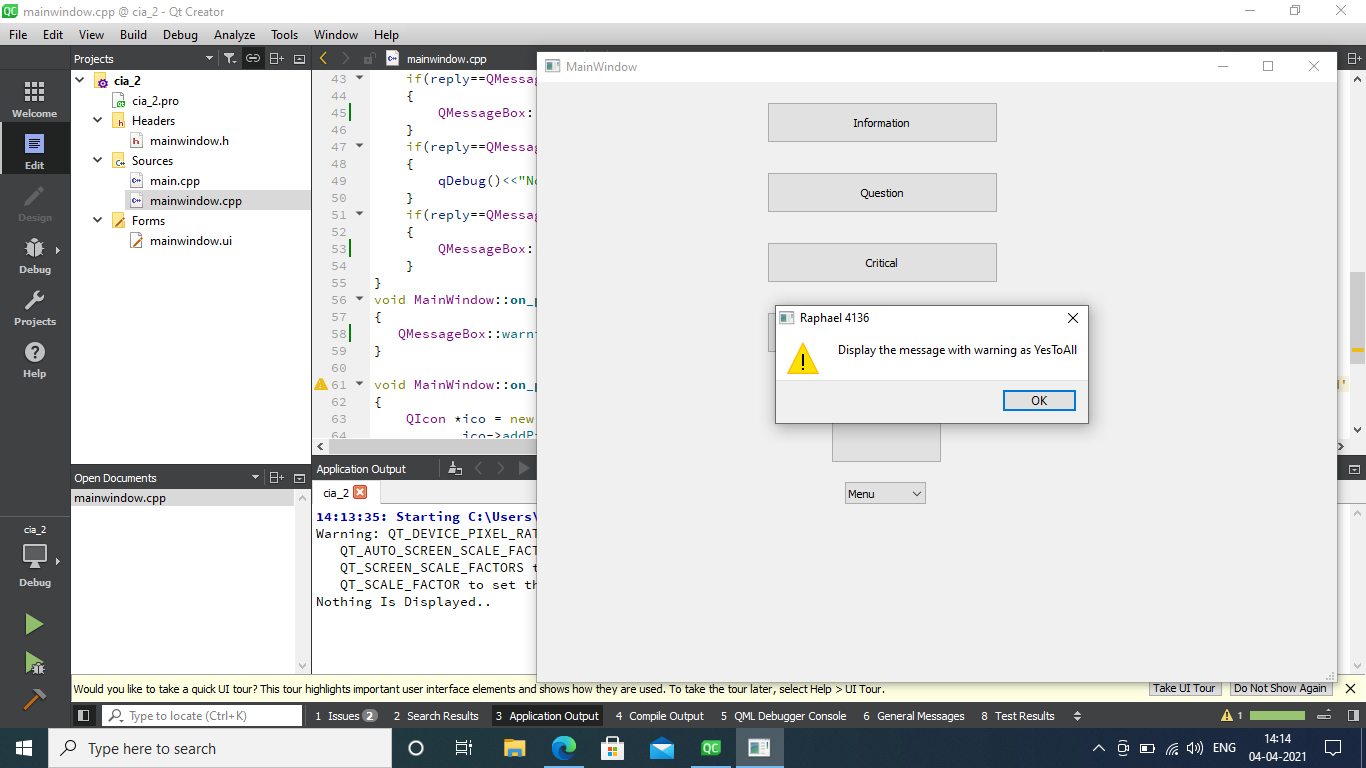 mainwindow.cpp @ cia_2 - Qt Creator
File Edit View Build Debug Analyze Tools Window Help
Projects
mainwindow.cpp
MainWindow
Welcome
Edit
Design
Debug
Projects
Help
cia_2
cia_2.pro
Headers
mainwindow.h
Sources
main.cpp
mainwindow.cpp
Forms
mainwindow.ui
43 if(reply==QMessag
44 {
45 QMessageBox:
46 }
47 if(reply==QMessag
48 {
49 qDebug()<<"No
50 }
51 if(reply==QMessag
52 {
53 QMessageBox:
54 }
55 }
56 void MainWindow::on_p
57 {
58 QMessageBox::warni
59 }
60
61 void MainWindow::on_p
62 {
63 QIcon *ico = new
64 ico->addPi
Information
Question
Critical
Raphael 4136
Display the message with warning as YesToAll
OK
Menu
Open Documents
mainwindow.cpp
cia_2
Debug
Application Output
cia_2
14:13:35: Starting C:\Users\
Warning: QT_DEVICE_PIXEL_RAT
QT_AUTO_SCREEN_SCALE_FACT
QT_SCREEN_SCALE_FACTORS t
QT_SCALE_FACTOR to set th
Nothing Is Displayed..
Would you like to take a quick UI tour? This tour highlights important user interface elements and shows how they are used. To take the tour later, select Help > UI Tour. Take UI Tour Do Not Show Again
Type to locate (Ctrl+K) 1 Issues 2 2 Search Results 3 Application Output 4 Compile Output 5 QML Debugger Console 6 General Messages 8 Test Results 1
Type here to search
ENG
14:14
04-04-2021